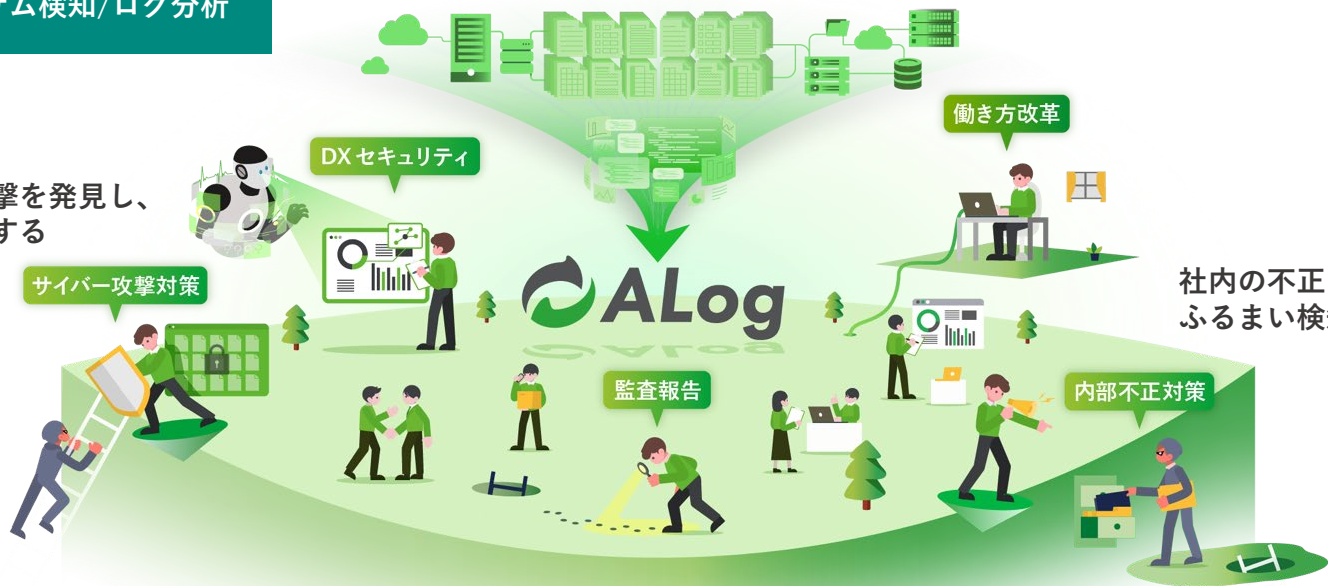 ム検知/ログ分析
働き方改革
DX セキュリティ
撃を発見し、
する
サイバー攻撃対策
ALog
社内の不正
ふるまい検
監査報告
内部不正対策